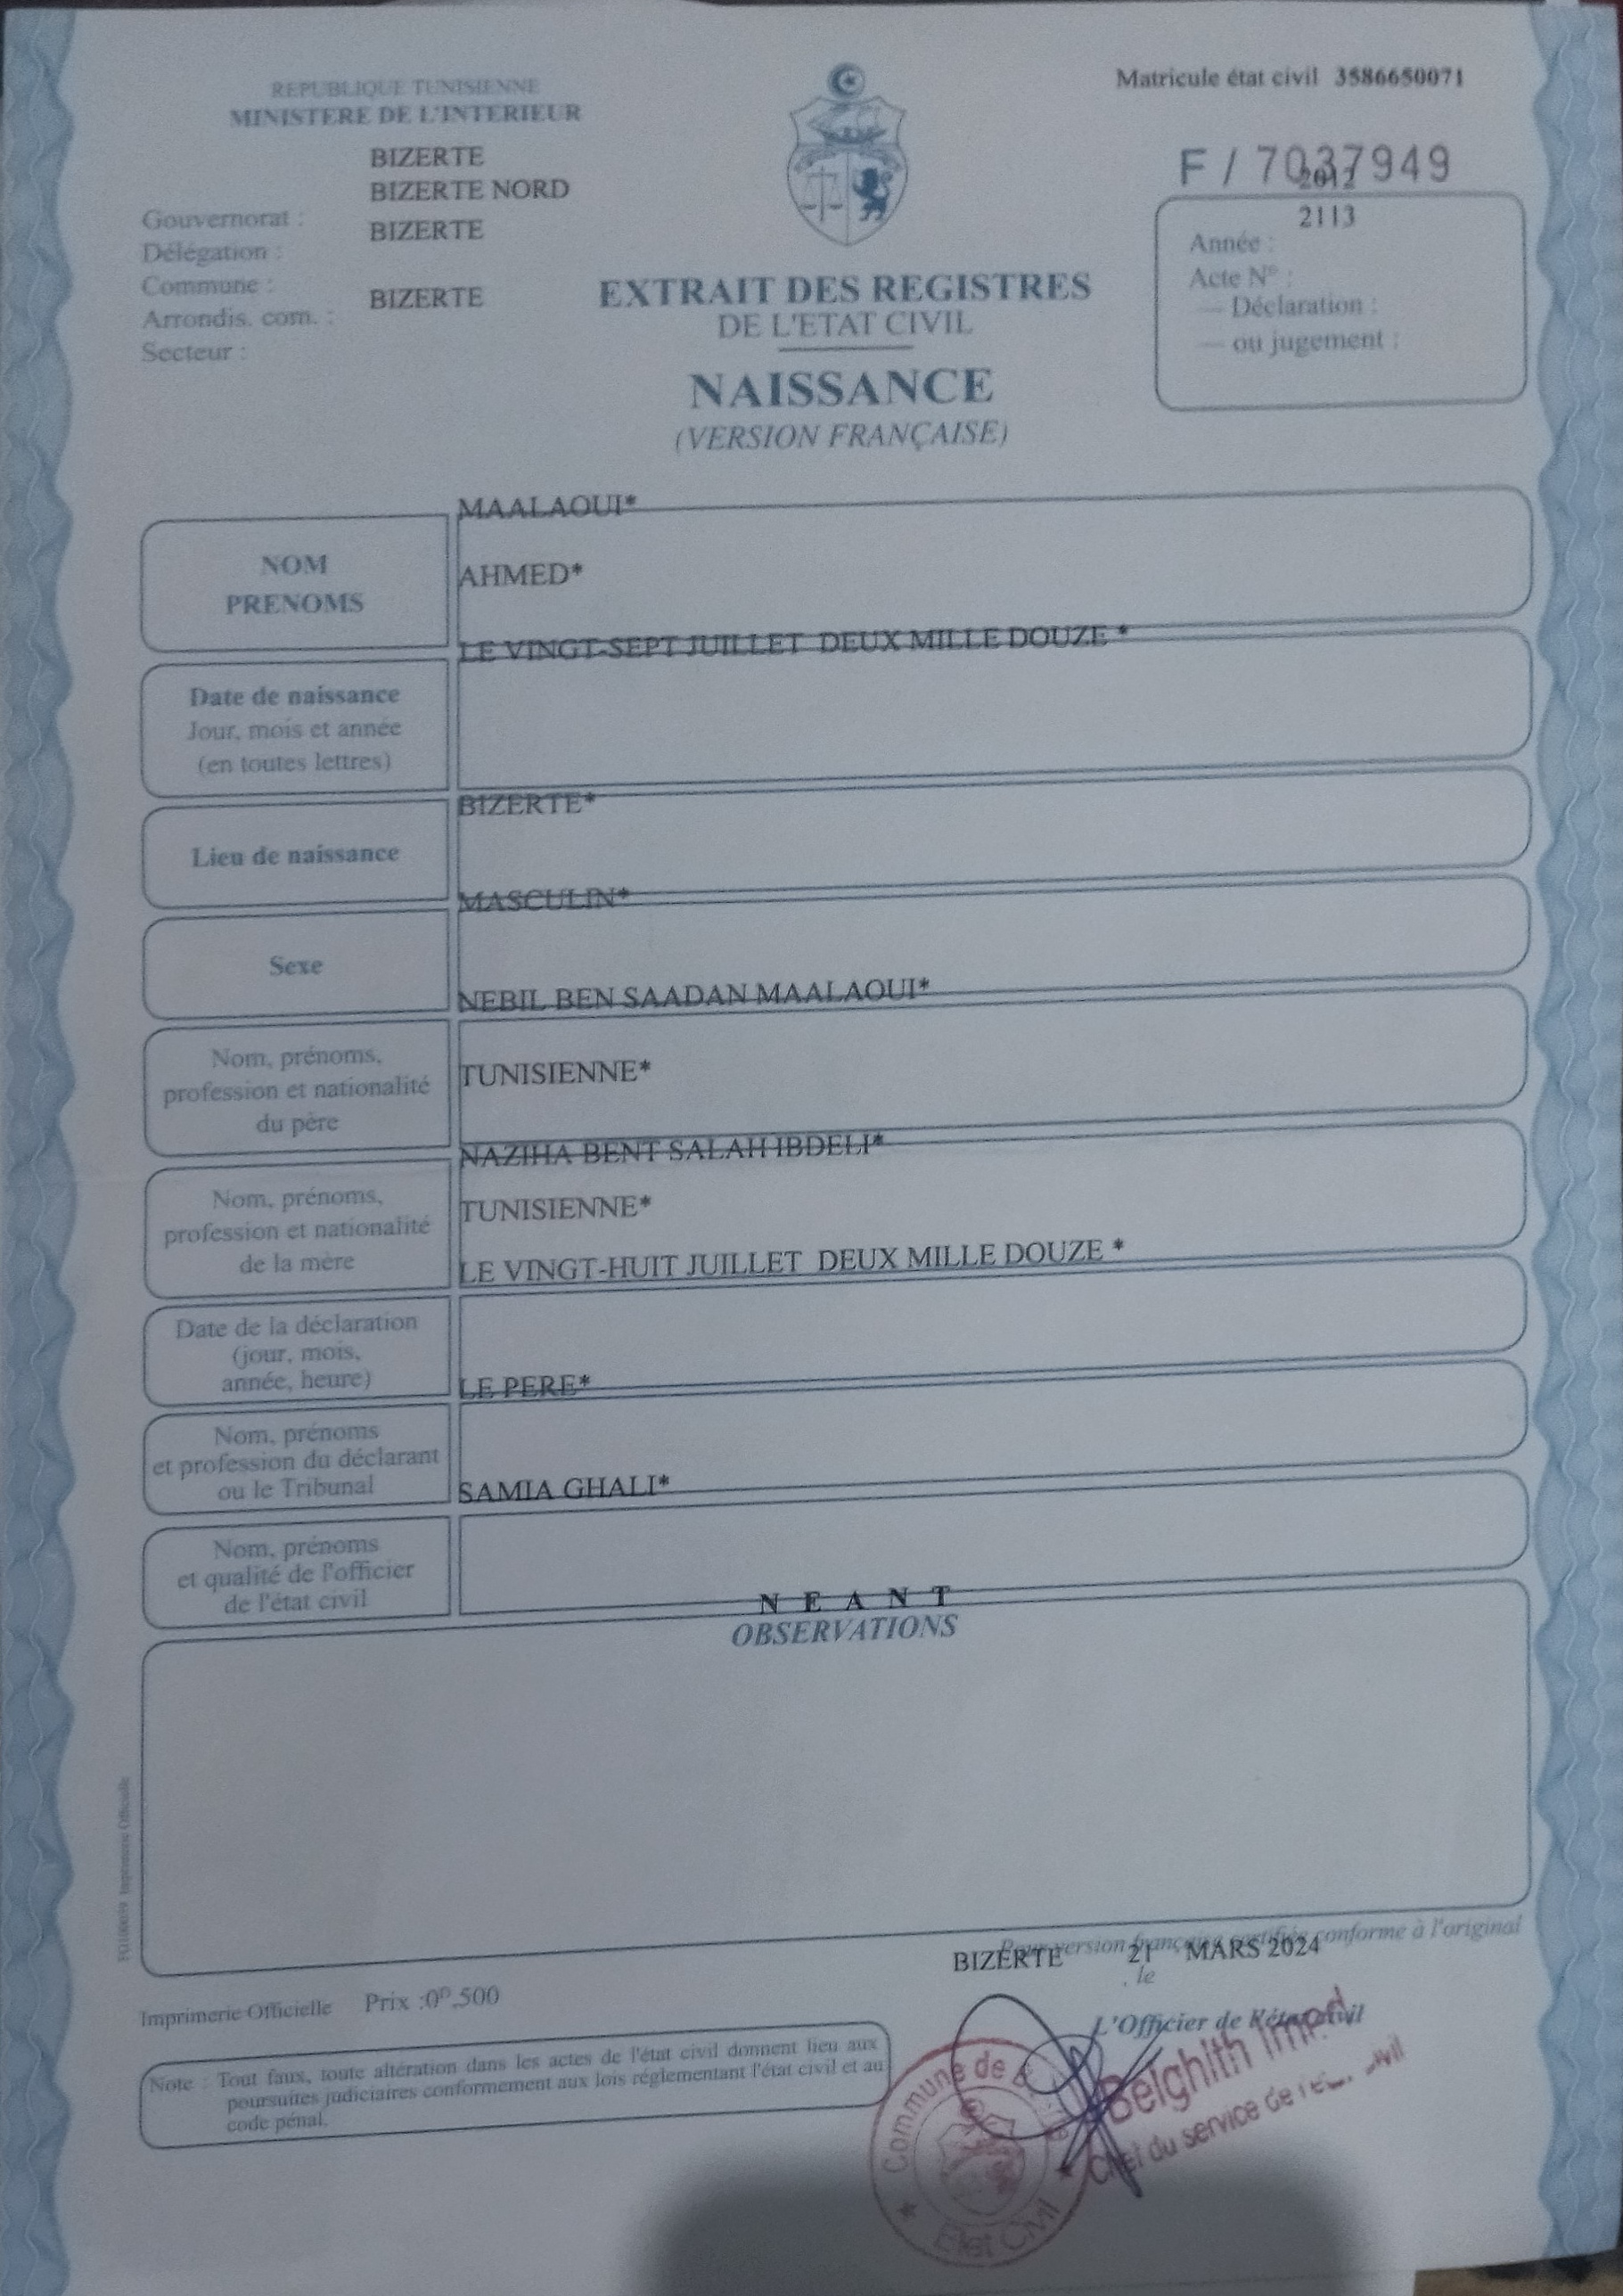 REPUBLIQUE TUNISIENNE
MINISTERE DE L'INTERIEUR
BIZERTE
BIZERTE NORD
Gouvernorat :
BIZERTE
Délégation :
Commune :
BIZERTE
Arrondis. com. :
Secteur :
EXTRAIT DES REGISTRES
DE L'ETAT CIVIL
NAISSANCE
(VERSION FRANÇAISE)
Matricule état civil 3586650071
F / 7037949
2012
2113
Année :
Acte Nº :
— Déclaration :
— ou jugement :
MAALAOUI*
NOM
PRENOMS
AHMED*
LE VINGT-SEPT JUILLET DEUX MILLE DOUZE *
Date de naissance
Jour, mois et année
(en toutes lettres)
BIZERTE*
Lieu de naissance
MASCULIN*
Sexe
NEBIL BEN SAADAN MAALAOUI*
Nom, prénoms,
profession et nationalité
du père
TUNISIENNE*
NAZIHA BENT SALAH IBDELI*
Nom, prénoms,
profession et nationalité
de la mère
TUNISIENNE*
LE VINGT-HUIT JUILLET DEUX MILLE DOUZE *
Date de la déclaration
(jour, mois,
année, heure)
LE PERE*
Nom, prénoms
et profession du déclarant
ou le Tribunal
SAMIA GHALI*
Nom, prénoms
et qualité de l'officier
de l'état civil
N E A N T
OBSERVATIONS
Imprimerie Officielle
Pour version française certifiée conforme à l'original
BIZERTE 21 MARS 2024
, le
Imprimerie Officielle Prix :0ᴰ,500
L'Officier de l'état civil
Note : Tout faux, toute altération dans les actes de l'état civil donnent lieu aux
poursuites judiciaires conformement aux lois réglementant l'état civil et au
code pénal.
Commune de
Etat Civil
Belghith
Chef du service de